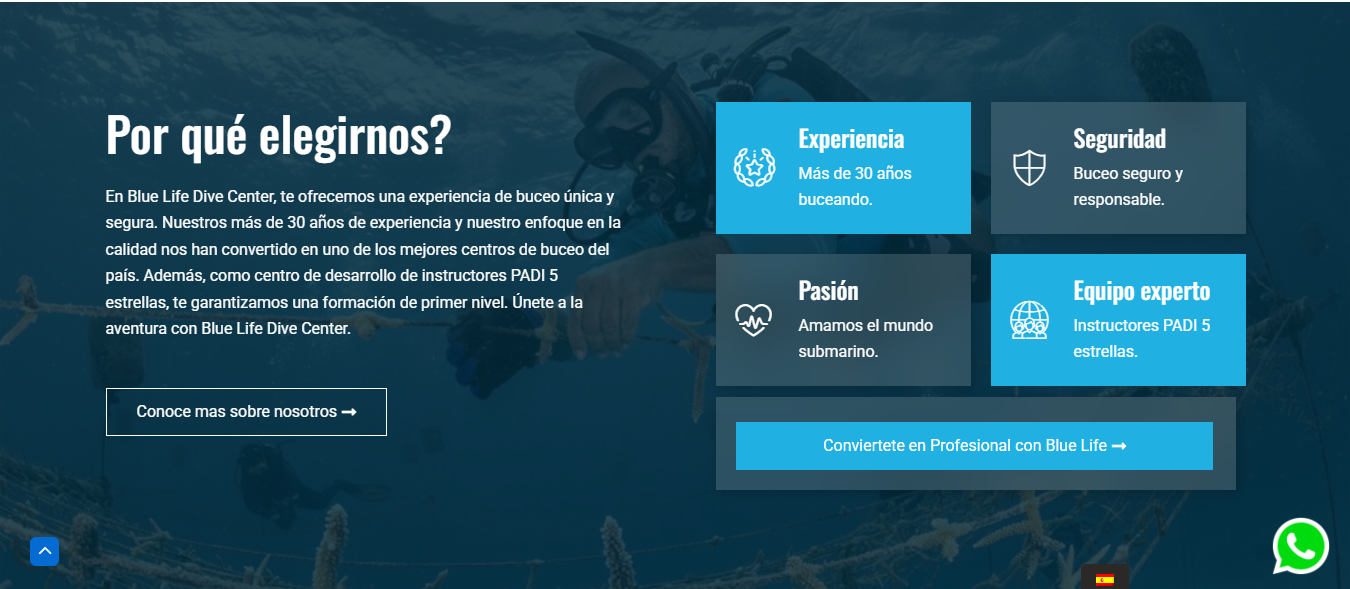 Por qué elegirnos?
En Blue Life Dive Center, te ofrecemos una experiencia de buceo única y
segura. Nuestros más de 30 años de experiencia y nuestro enfoque en la
calidad nos han convertido en uno de los mejores centros de buceo del
país. Además, como centro de desarrollo de instructores PADI 5
estrellas, te garantizamos una formación de primer nivel. Únete a la
aventura con Blue Life Dive Center.
Conoce mas sobre nosotros
Experiencia
Más de 30 años
buceando.
Seguridad
Buceo seguro y
responsable.
Pasión
Amamos el mundo
submarino.
Equipo experto
Instructores PADI 5
estrellas.
Conviertete en Profesional con Blue Life